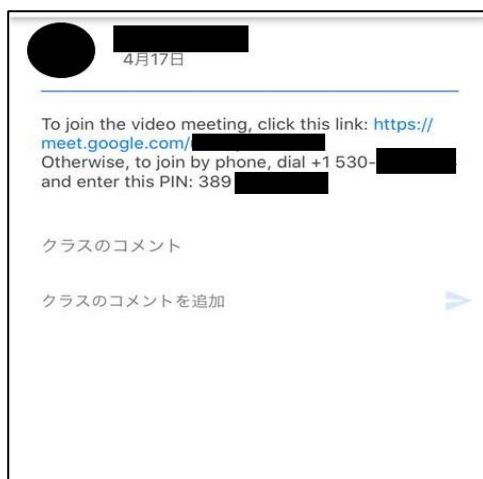 4月17日
To join the video meeting, click this link: https://
meet.google.com/
Otherwise, to join by phone, dial +1 530-
and enter this PIN: 389
クラスのコメント
クラスのコメントを追加